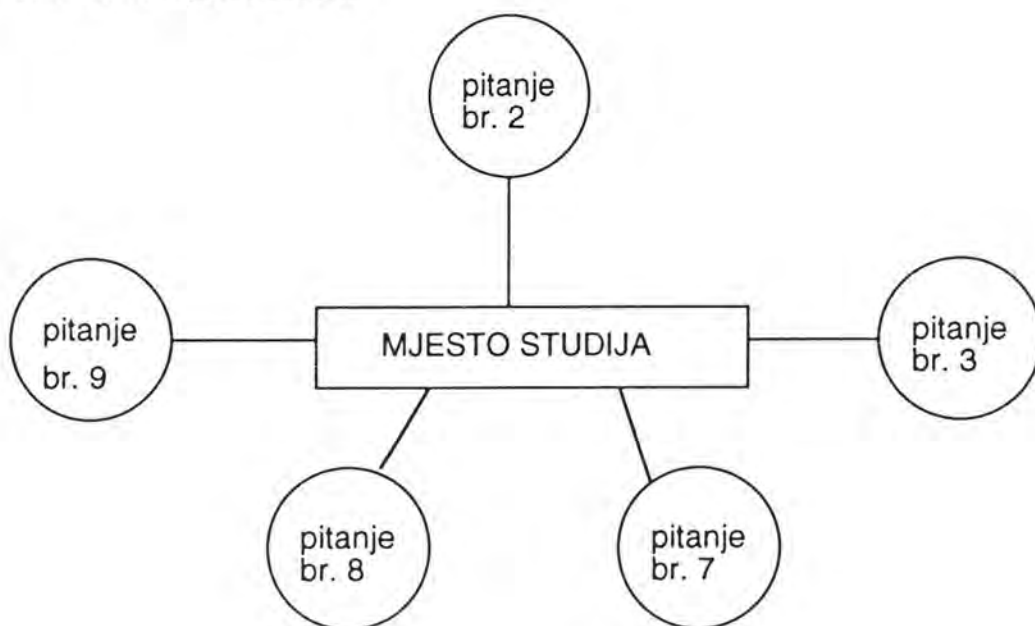 pitanje
br. 2
pitanje
br. 9
MJESTO STUDIJA
pitanje
br. 3
pitanje
br. 8
pitanje
br. 7